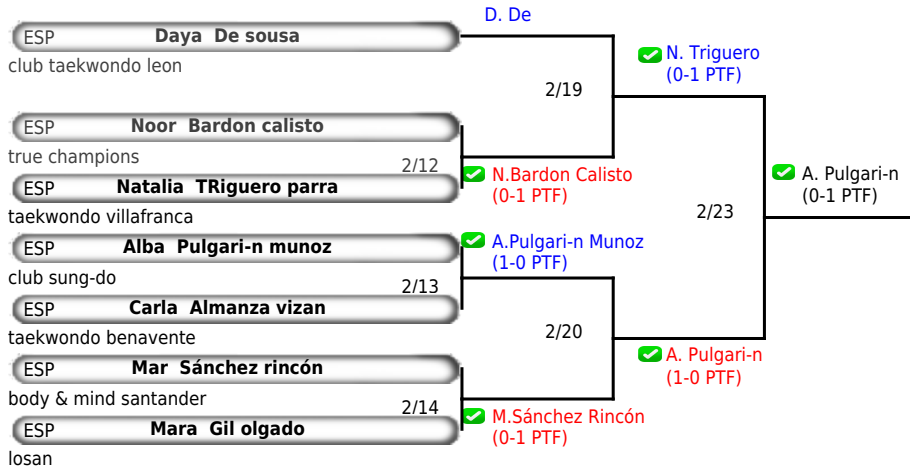 D. De
ESP Daya De sousa
club taekwondo leon
N. Triguero
(0-1 PTF)
2/19
ESP Noor Bardon calisto
true champions
2/12
N.Bardon Calisto
(0-1 PTF)
ESP Natalia TRiguero parra
taekwondo villafranca
A. Pulgari-n
(0-1 PTF)
2/23
ESP Alba Pulgari-n munoz
A.Pulgari-n Munoz
(1-0 PTF)
club sung-do
2/13
ESP Carla Almanza vizan
taekwondo benavente
2/20
A. Pulgari-n
(1-0 PTF)
ESP Mar Sánchez rincón
body & mind santander
2/14
M.Sánchez Rincón
(0-1 PTF)
ESP Mara Gil olgado
losan